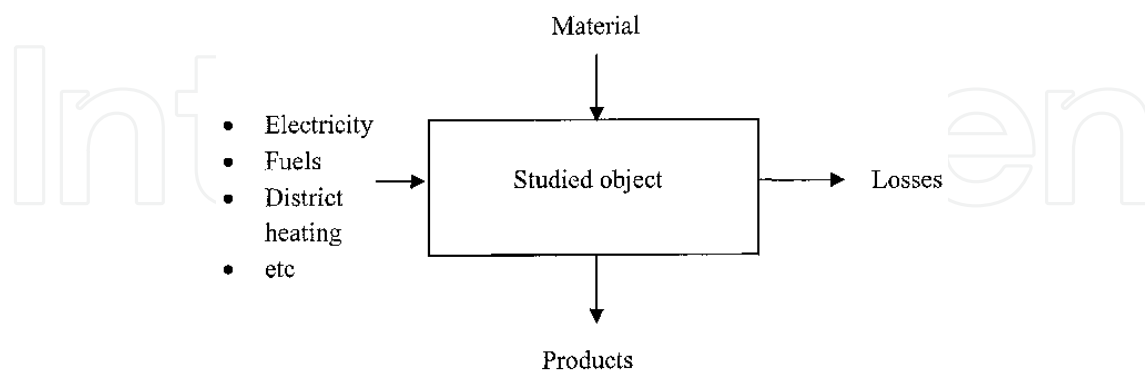 Material
• Electricity
• Fuels
• District
heating
• etc
Studied object
Losses
Products